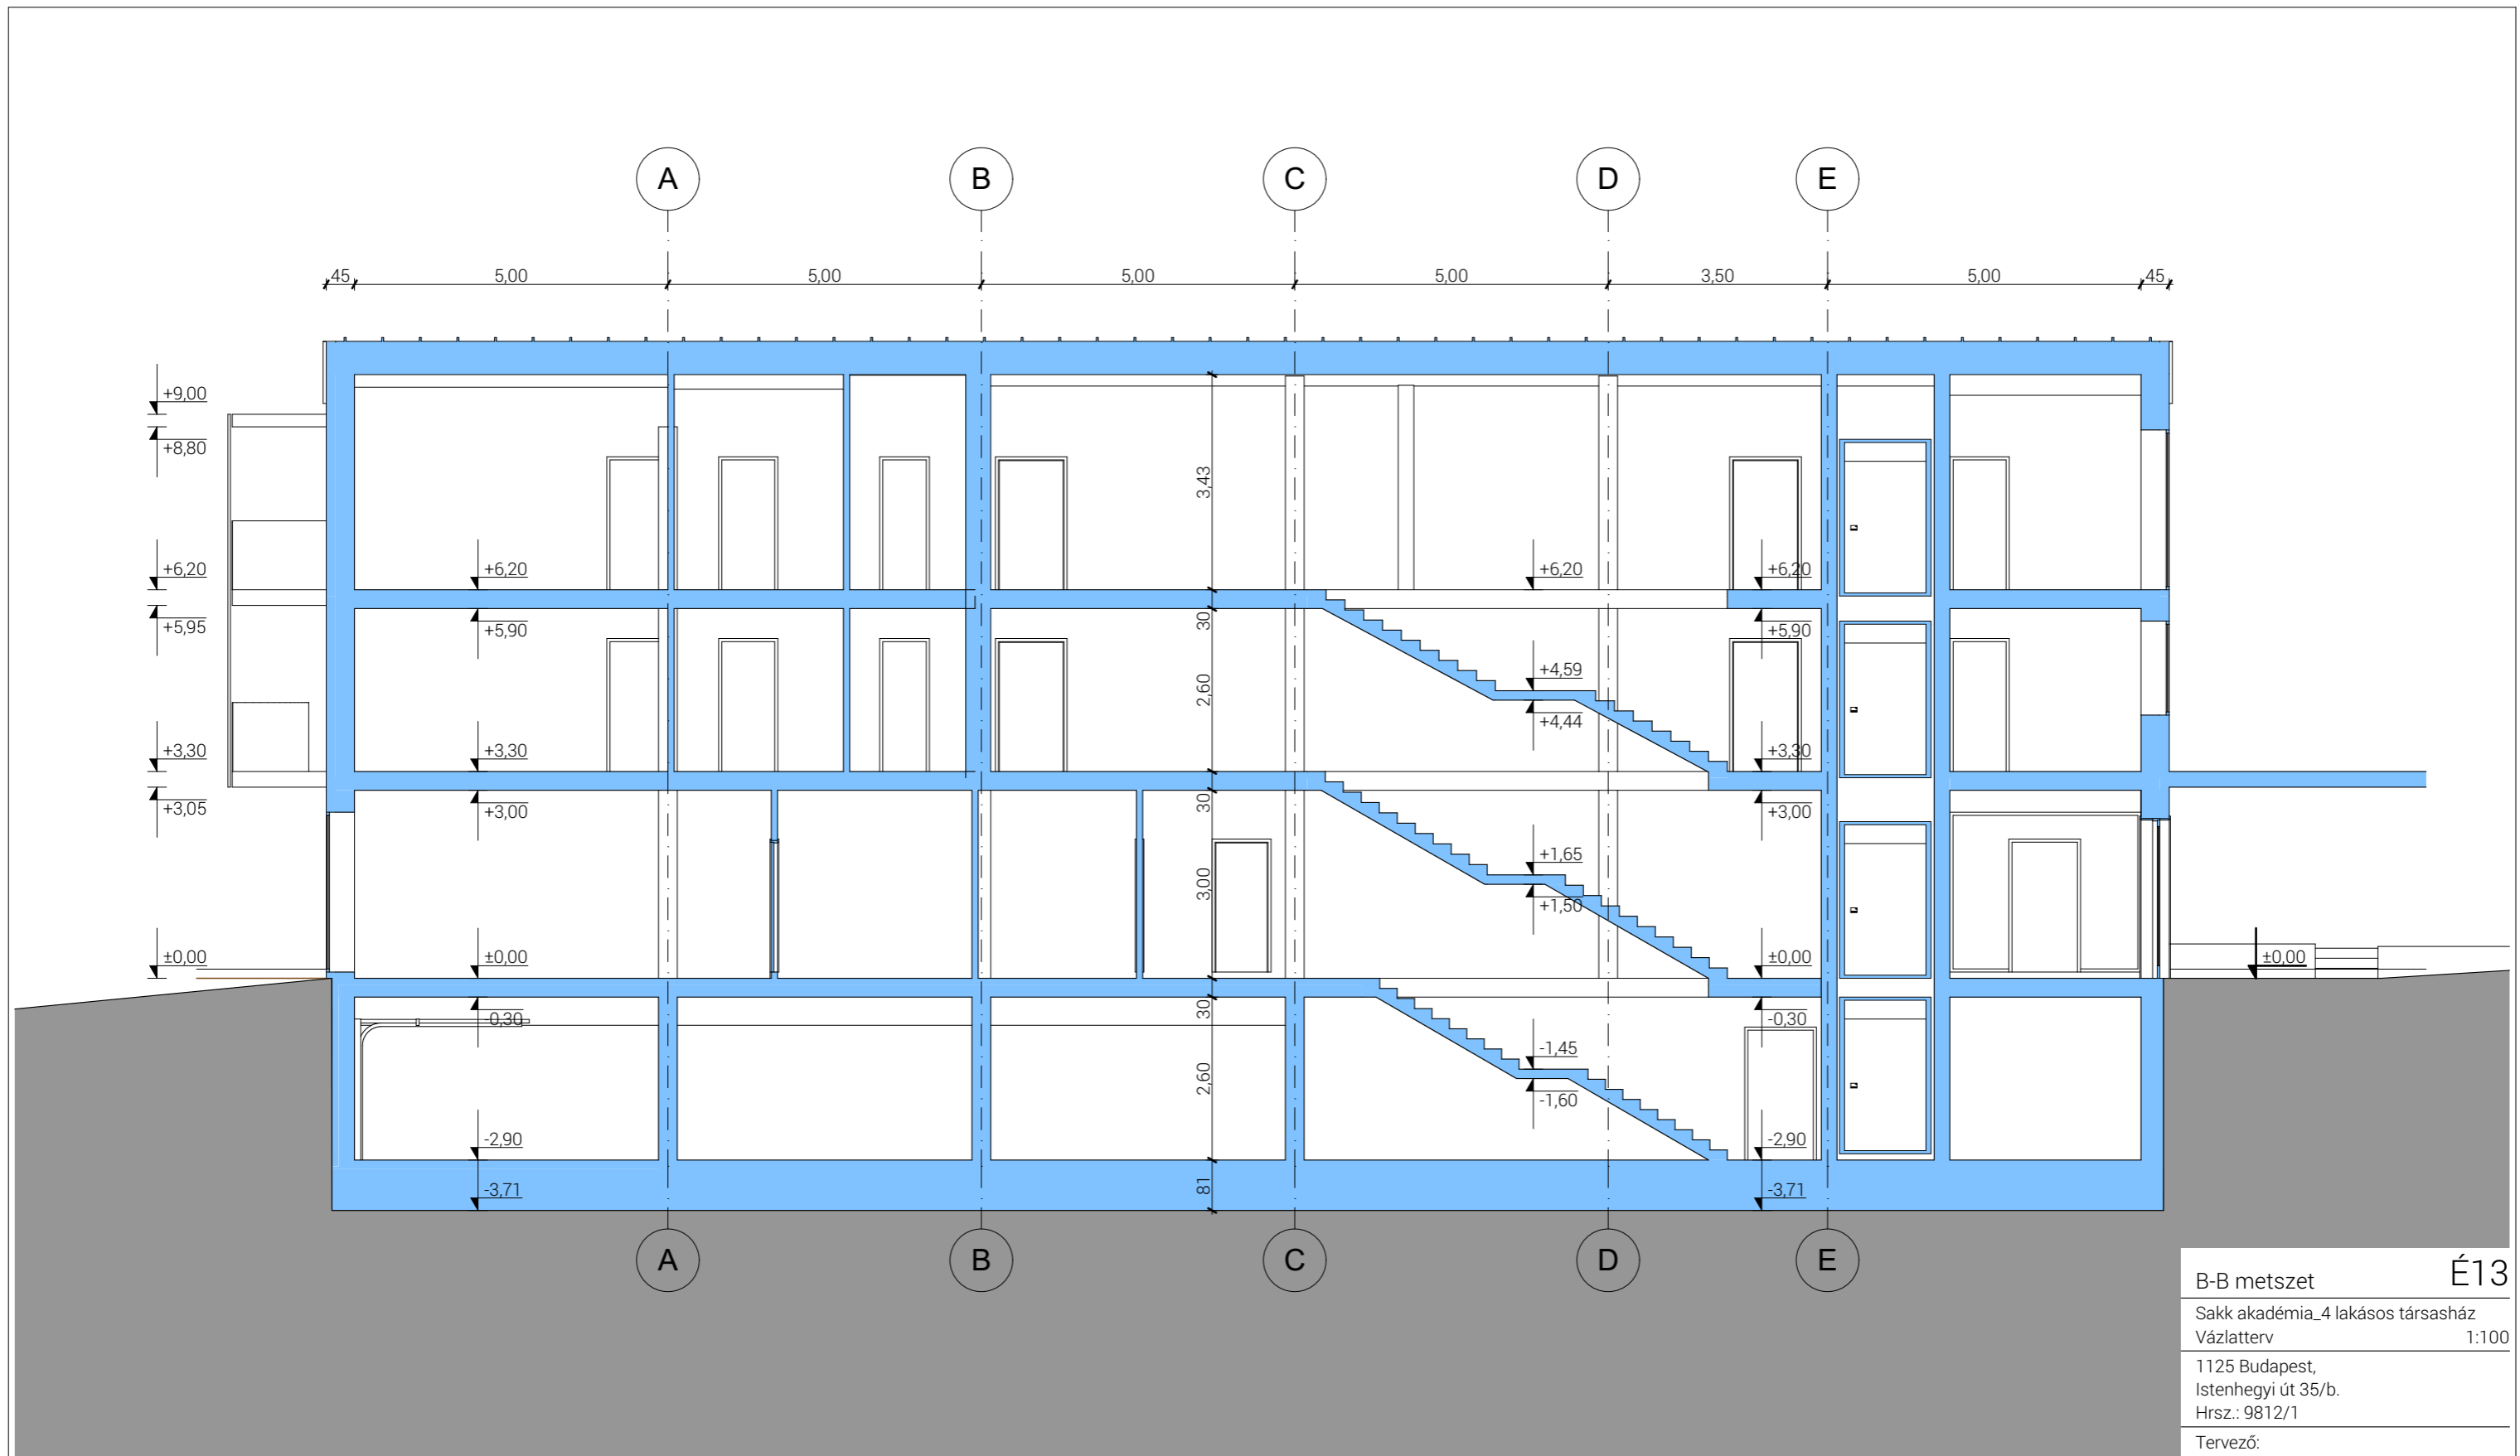 A B C D E
45 5,00 5,00 5,00 5,00 3,50 5,00 45
+9,00
+8,80
3,43
+6,20 +6,20 +6,20 +6,20
+5,95 +5,90 30 +5,90
+4,59
2,60
+4,44
+3,30 +3,30 +3,30
+3,05 +3,00 30 +3,00
+1,65
3,00
+1,50
±0,00 ±0,00 ±0,00 ±0,00
-0,30 30 -0,30
-1,45
2,60
-1,60
-2,90 -2,90
-3,71 81 -3,71
A B C D E
B-B metszet É13
Sakk akadémia_4 lakásos társasház
Vázlatterv 1:100
1125 Budapest,
Istenhegyi út 35/b.
Hrsz.: 9812/1
Tervező: